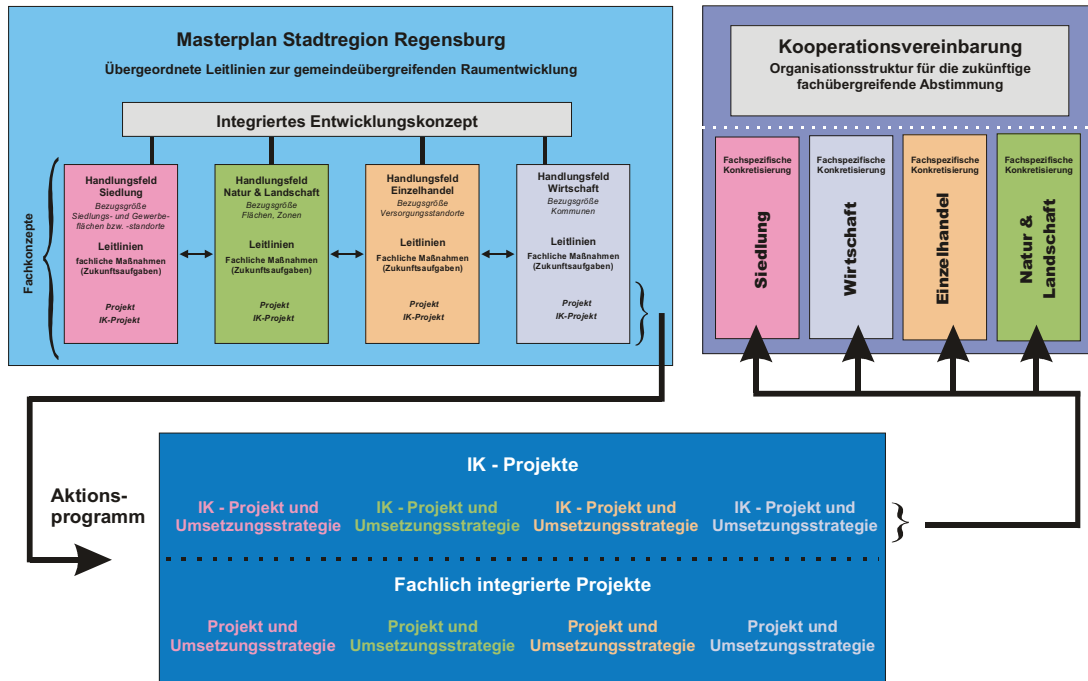 Masterplan Stadtregion Regensburg
Übergeordnete Leitlinien zur gemeindeübergreifenden Raumentwicklung
Integriertes Entwicklungskonzept
Fachkonzepte
Handlungsfeld
Siedlung
Bezugsgröße
Siedlungs- und Gewerbe-
flächen bzw. -standorte
Leitlinien
fachliche Maßnahmen
(Zukunftsaufgaben)
Projekt
IK-Projekt
Handlungsfeld
Natur & Landschaft
Bezugsgröße
Flächen, Zonen
Leitlinien
fachliche Maßnahmen
(Zukunftsaufgaben)
Projekt
IK-Projekt
Handlungsfeld
Einzelhandel
Bezugsgröße
Versorgungsstandorte
Leitlinien
Fachliche Maßnahmen
(Zukunftsaufgaben)
Projekt
IK-Projekt
Handlungsfeld
Wirtschaft
Bezugsgröße
Kommunen
Leitlinien
Fachliche Maßnahmen
(Zukunftsaufgaben)
Projekt
IK-Projekt
Kooperationsvereinbarung
Organisationsstruktur für die zukünftige
fachübergreifende Abstimmung
Fachspezifische
Konkretisierung
Siedlung
Fachspezifische
Konkretisierung
Wirtschaft
Fachspezifische
Konkretisierung
Einzelhandel
Fachspezifische
Konkretisierung
Natur &
Landschaft
Aktions-
programm
IK - Projekte
IK - Projekt und
Umsetzungsstrategie
IK - Projekt und
Umsetzungsstrategie
IK - Projekt und
Umsetzungsstrategie
IK - Projekt und
Umsetzungsstrategie
Fachlich integrierte Projekte
Projekt und
Umsetzungsstrategie
Projekt und
Umsetzungsstrategie
Projekt und
Umsetzungsstrategie
Projekt und
Umsetzungsstrategie